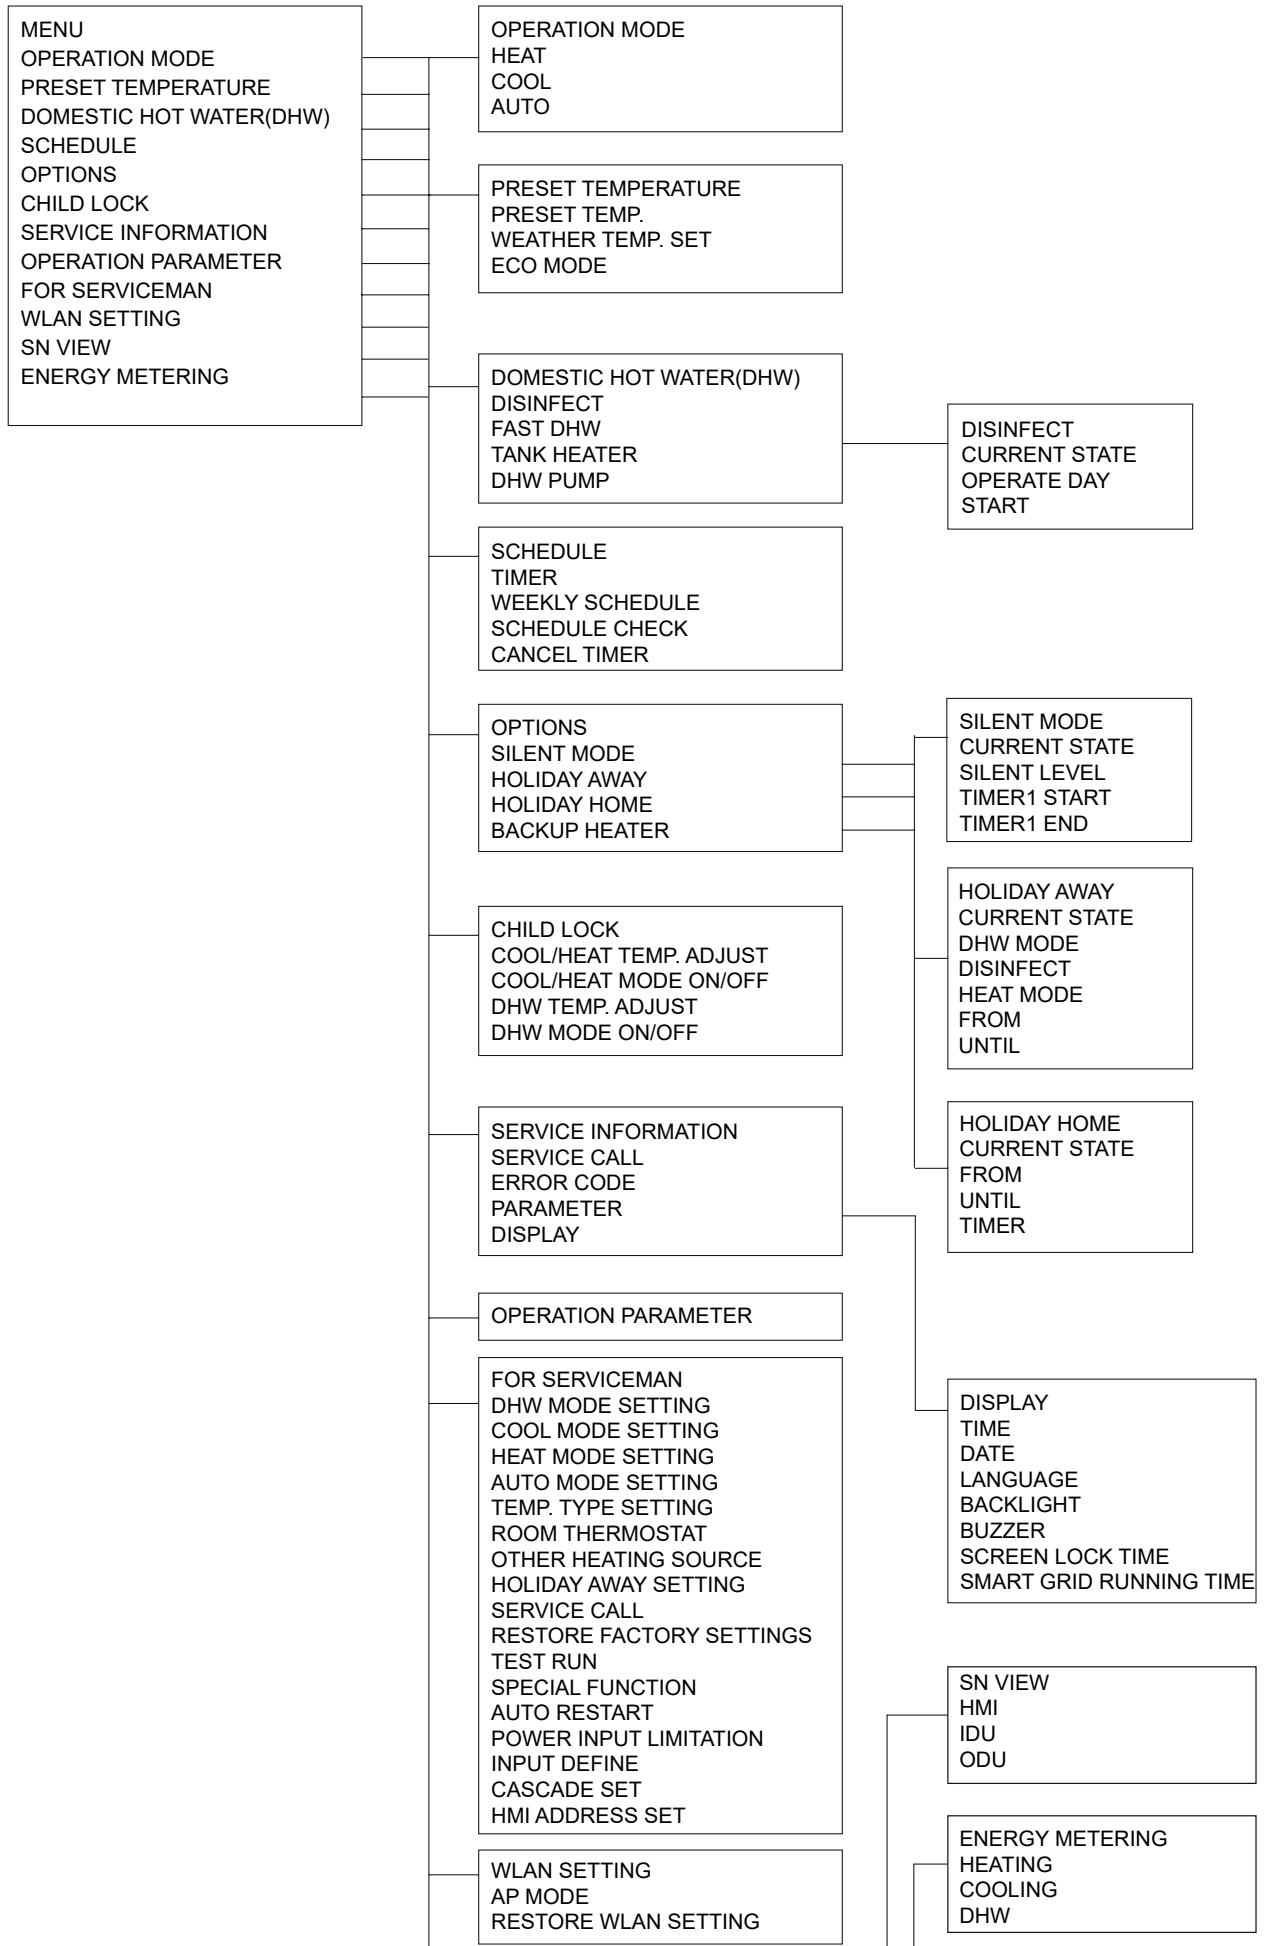 MENU
OPERATION MODE
PRESET TEMPERATURE
DOMESTIC HOT WATER(DHW)
SCHEDULE
OPTIONS
CHILD LOCK
SERVICE INFORMATION
OPERATION PARAMETER
FOR SERVICEMAN
WLAN SETTING
SN VIEW
ENERGY METERING
OPERATION MODE
HEAT
COOL
AUTO
PRESET TEMPERATURE
PRESET TEMP.
WEATHER TEMP. SET
ECO MODE
DOMESTIC HOT WATER(DHW)
DISINFECT
FAST DHW
TANK HEATER
DHW PUMP
DISINFECT
CURRENT STATE
OPERATE DAY
START
SCHEDULE
TIMER
WEEKLY SCHEDULE
SCHEDULE CHECK
CANCEL TIMER
OPTIONS
SILENT MODE
HOLIDAY AWAY
HOLIDAY HOME
BACKUP HEATER
SILENT MODE
CURRENT STATE
SILENT LEVEL
TIMER1 START
TIMER1 END
HOLIDAY AWAY
CURRENT STATE
DHW MODE
DISINFECT
HEAT MODE
FROM
UNTIL
HOLIDAY HOME
CURRENT STATE
FROM
UNTIL
TIMER
CHILD LOCK
COOL/HEAT TEMP. ADJUST
COOL/HEAT MODE ON/OFF
DHW TEMP. ADJUST
DHW MODE ON/OFF
SERVICE INFORMATION
SERVICE CALL
ERROR CODE
PARAMETER
DISPLAY
DISPLAY
TIME
DATE
LANGUAGE
BACKLIGHT
BUZZER
SCREEN LOCK TIME
SMART GRID RUNNING TIME
OPERATION PARAMETER
FOR SERVICEMAN
DHW MODE SETTING
COOL MODE SETTING
HEAT MODE SETTING
AUTO MODE SETTING
TEMP. TYPE SETTING
ROOM THERMOSTAT
OTHER HEATING SOURCE
HOLIDAY AWAY SETTING
SERVICE CALL
RESTORE FACTORY SETTINGS
TEST RUN
SPECIAL FUNCTION
AUTO RESTART
POWER INPUT LIMITATION
INPUT DEFINE
CASCADE SET
HMI ADDRESS SET
WLAN SETTING
AP MODE
RESTORE WLAN SETTING
SN VIEW
HMI
IDU
ODU
ENERGY METERING
HEATING
COOLING
DHW